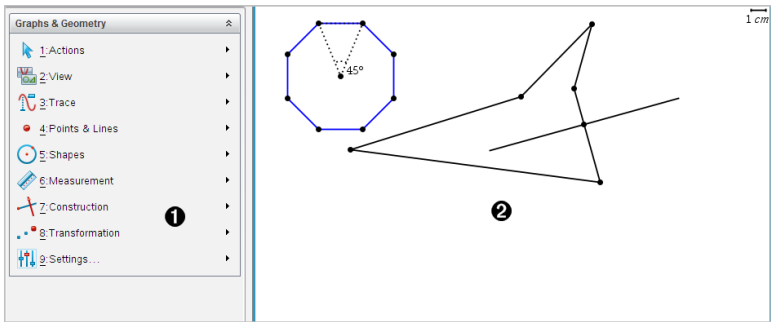 Graphs & Geometry
1:Actions
2:View
3:Trace
4:Points & Lines
5:Shapes
6:Measurement
7:Construction
8:Transformation
9:Settings...
❶
45°
❷
1 cm